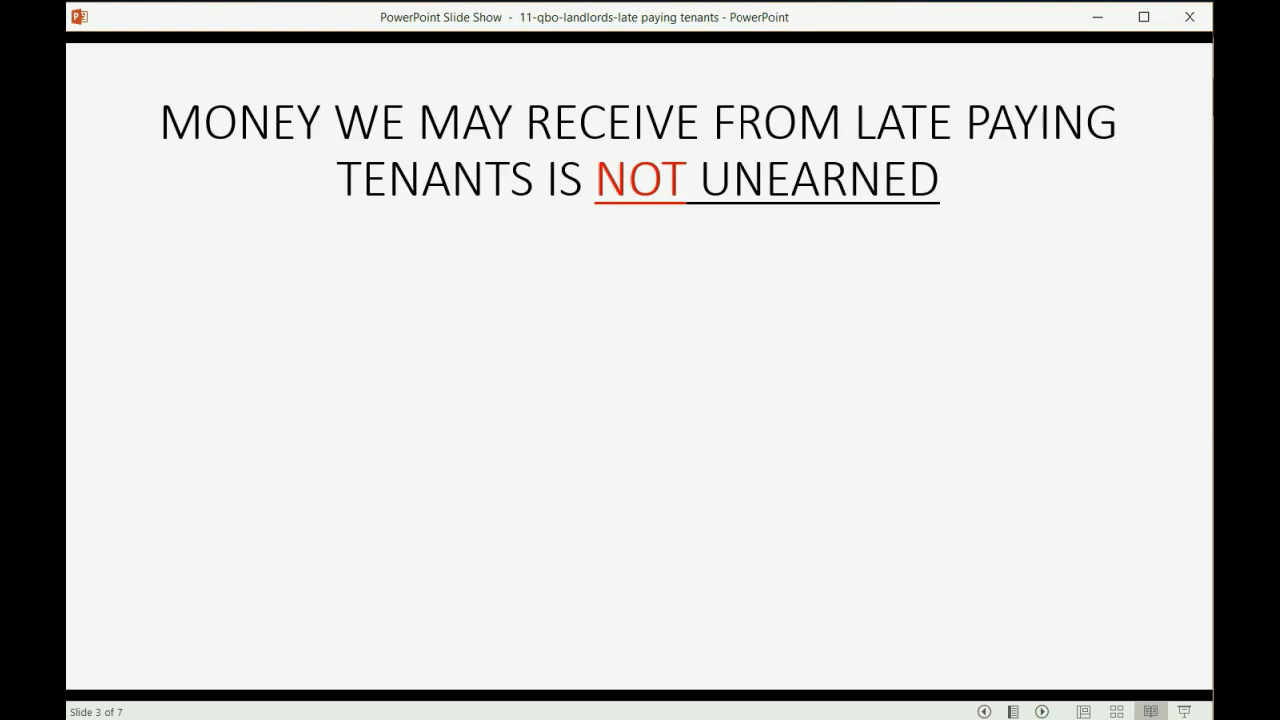 PowerPoint Slide Show - 11-qbo-landlords-late paying tenants - PowerPoint
MONEY WE MAY RECEIVE FROM LATE PAYING
TENANTS IS NOT UNEARNED
Slide 3 of 7